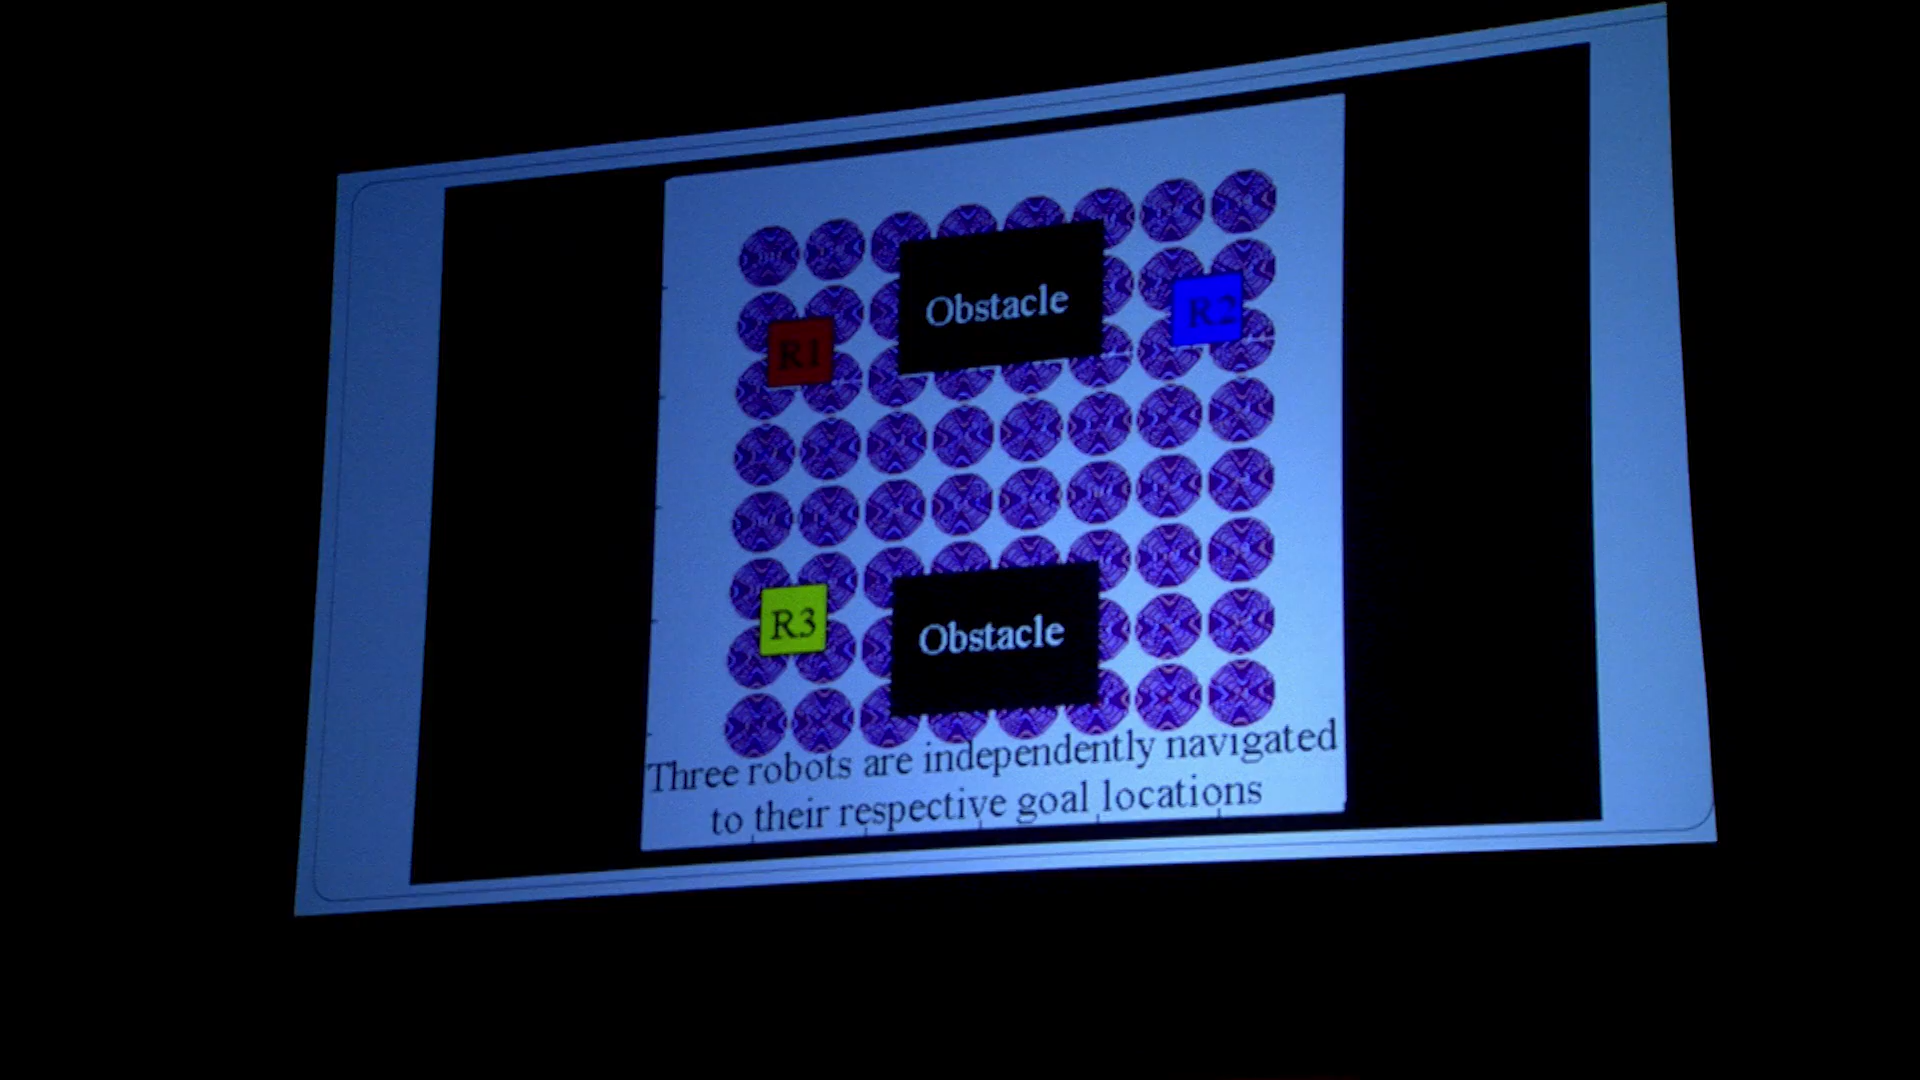 Obstacle
R2
R1
R3
Obstacle
Three robots are independently navigated
to their respective goal locations